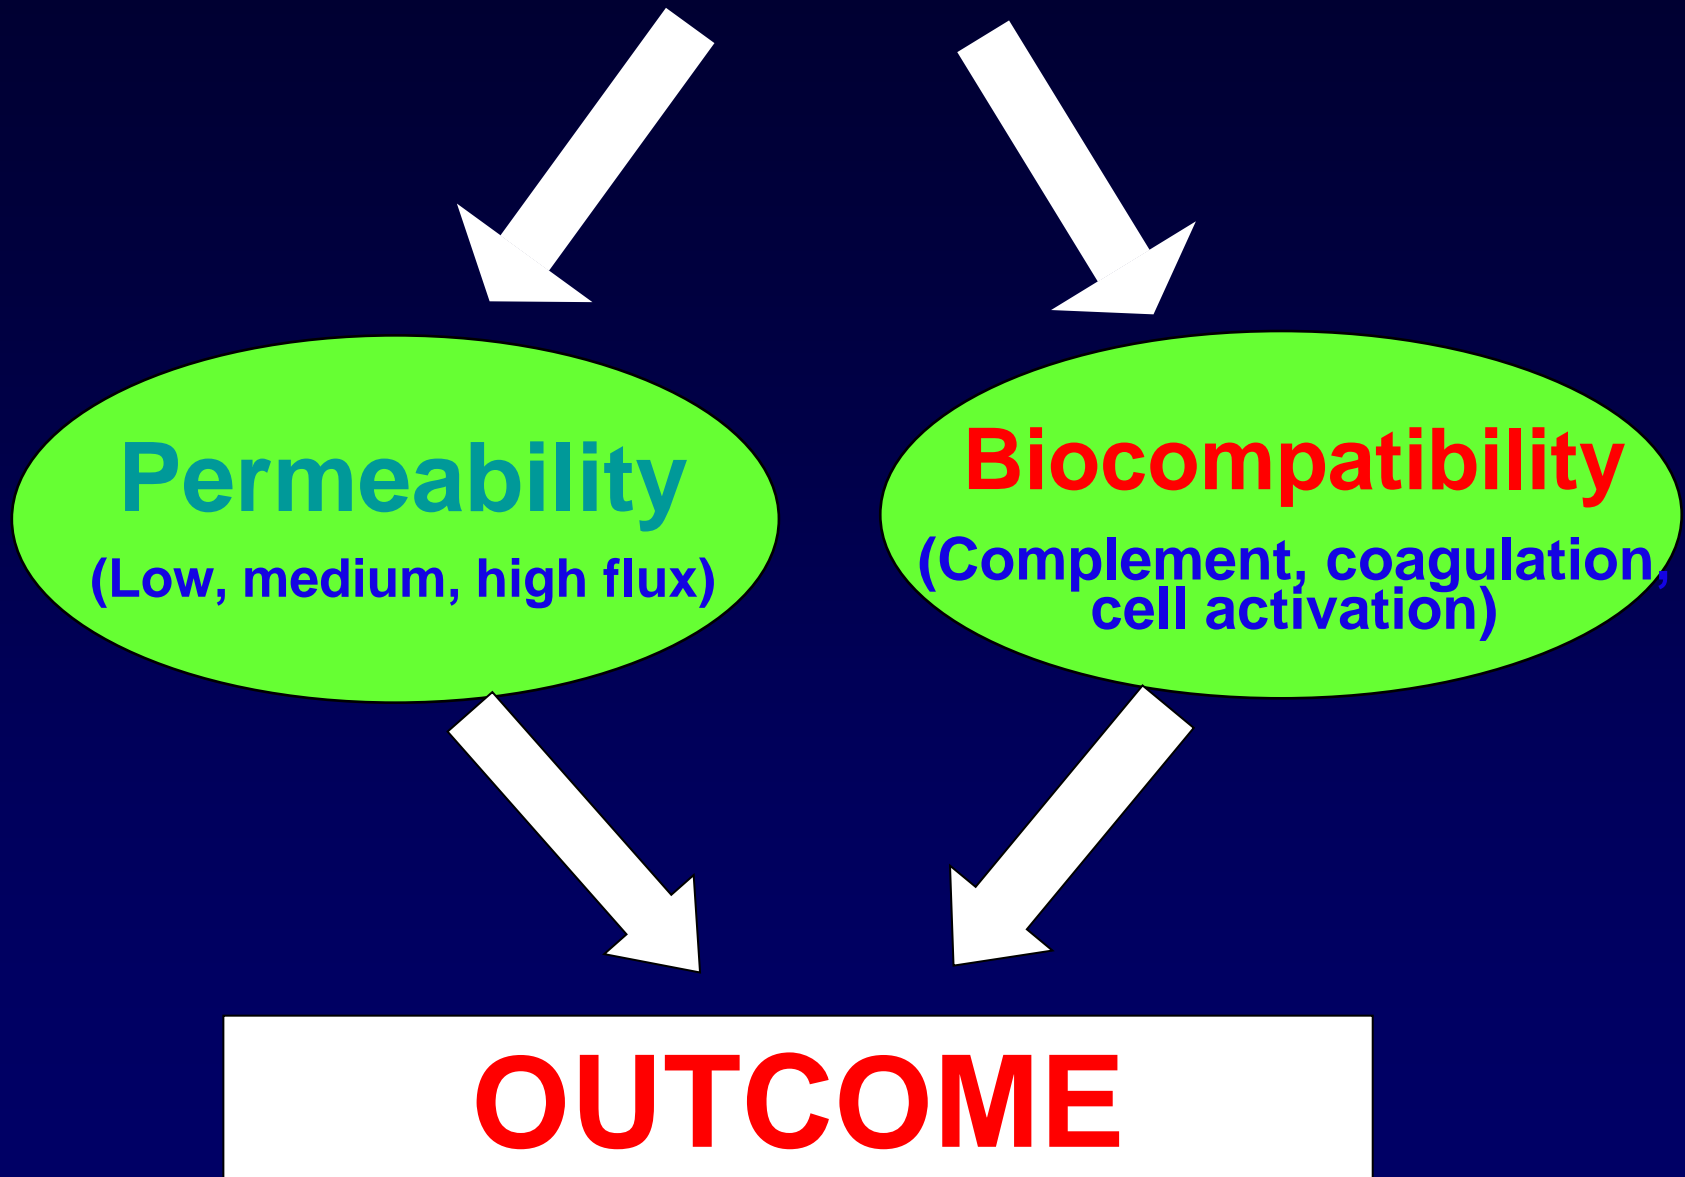 Permeability
(Low, medium, high flux)
Biocompatibility
(Complement, coagulation,
cell activation)
OUTCOME